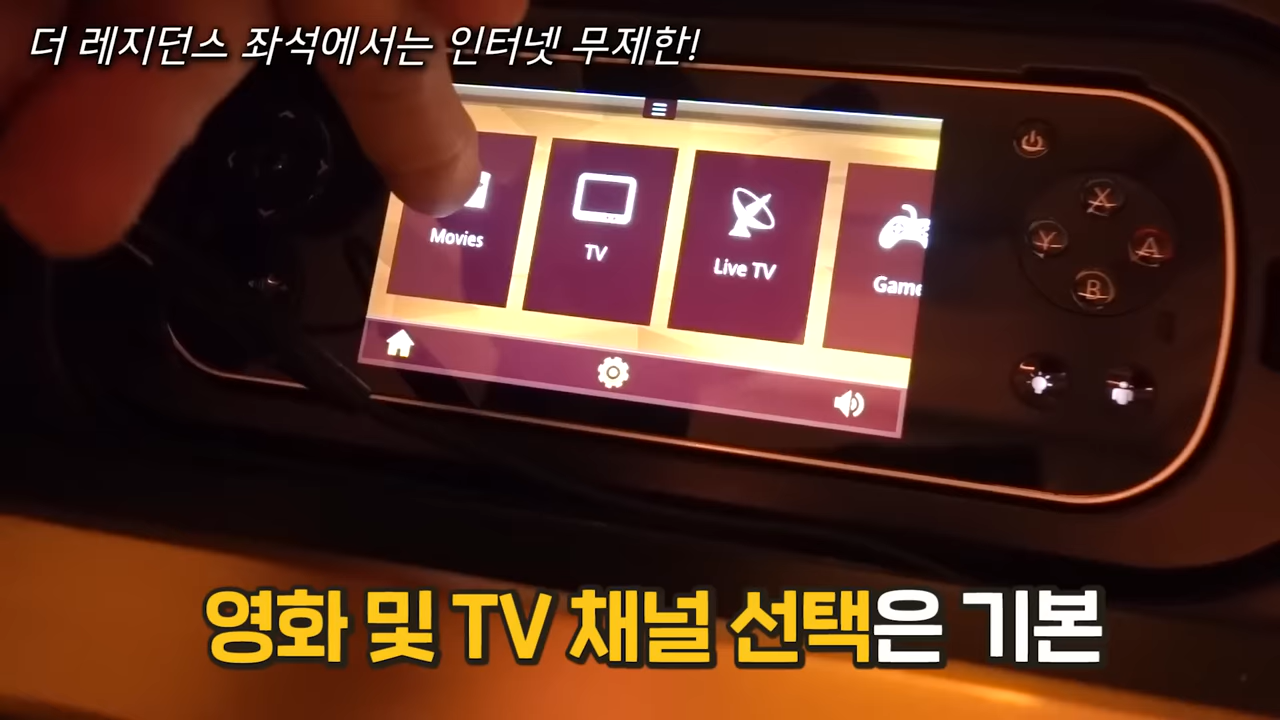 더 레지던스 좌석에서는 인터넷 무제한!
Movies
TV
Live TV
Game
X
Y
A
B
영화 및 TV 채널 선택은 기본